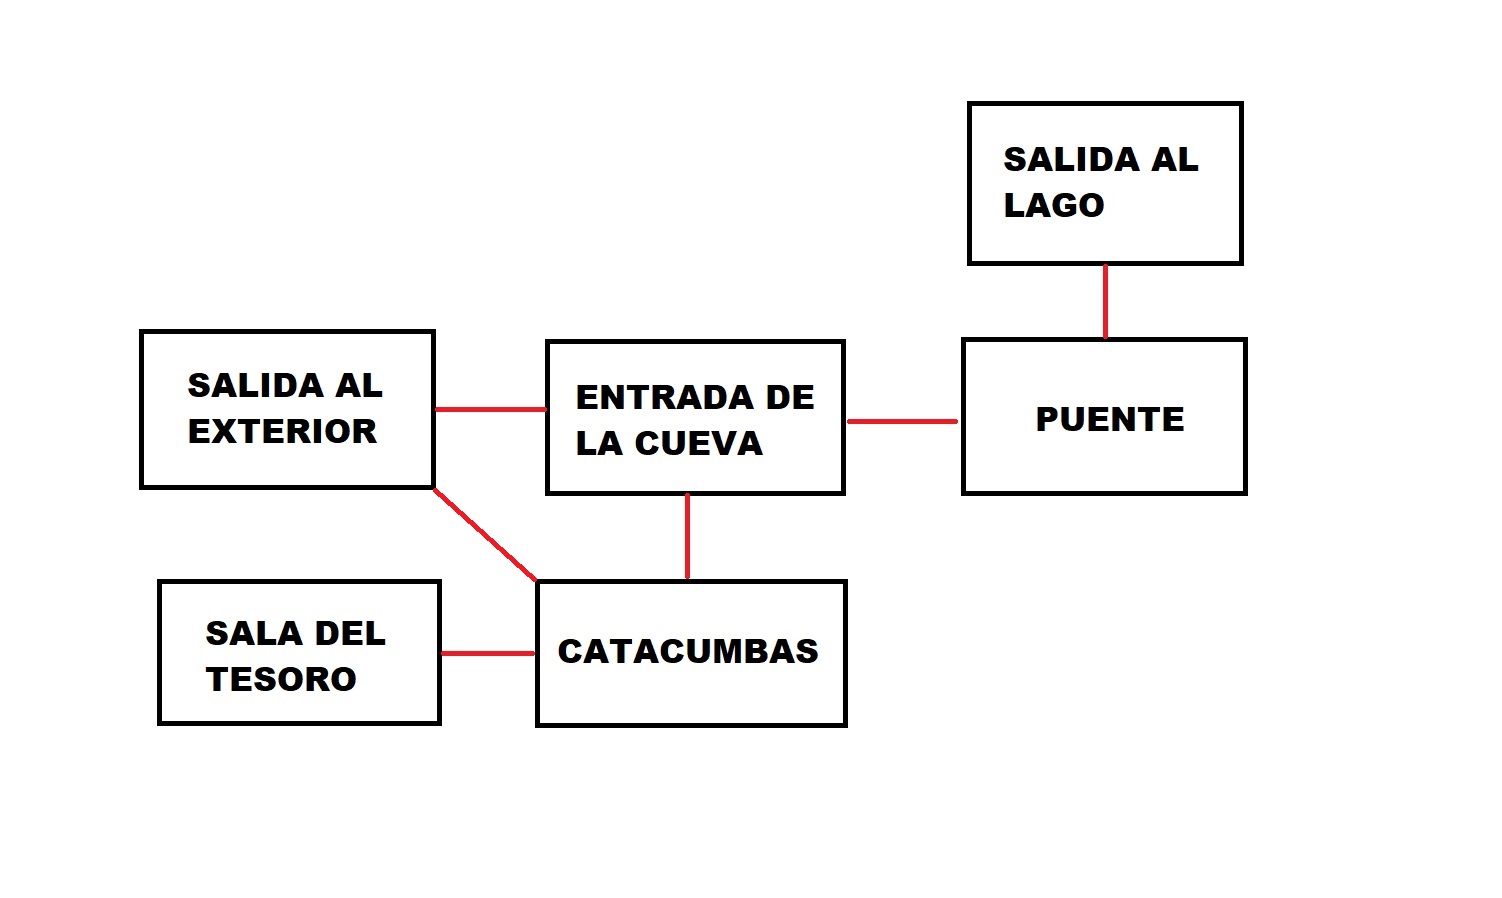 SALIDA AL
LAGO
SALIDA AL
EXTERIOR
ENTRADA DE
LA CUEVA
PUENTE
SALA DEL
TESORO
CATACUMBAS